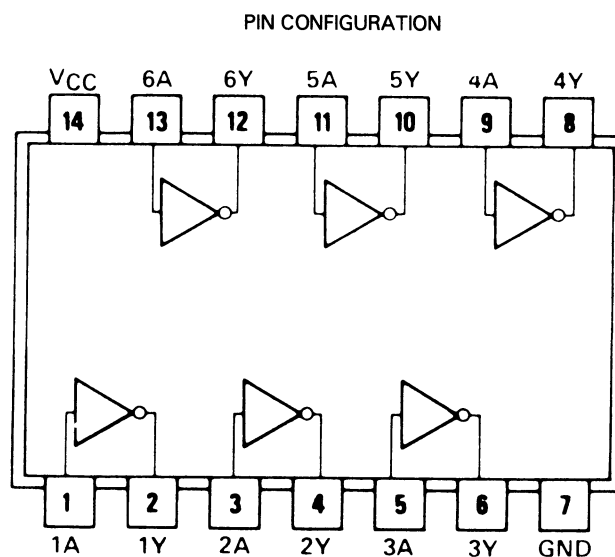 PIN CONFIGURATION
VCC 6A 6Y 5A 5Y 4A 4Y
14 13 12 11 10 9 8
1 2 3 4 5 6 7
1A 1Y 2A 2Y 3A 3Y GND